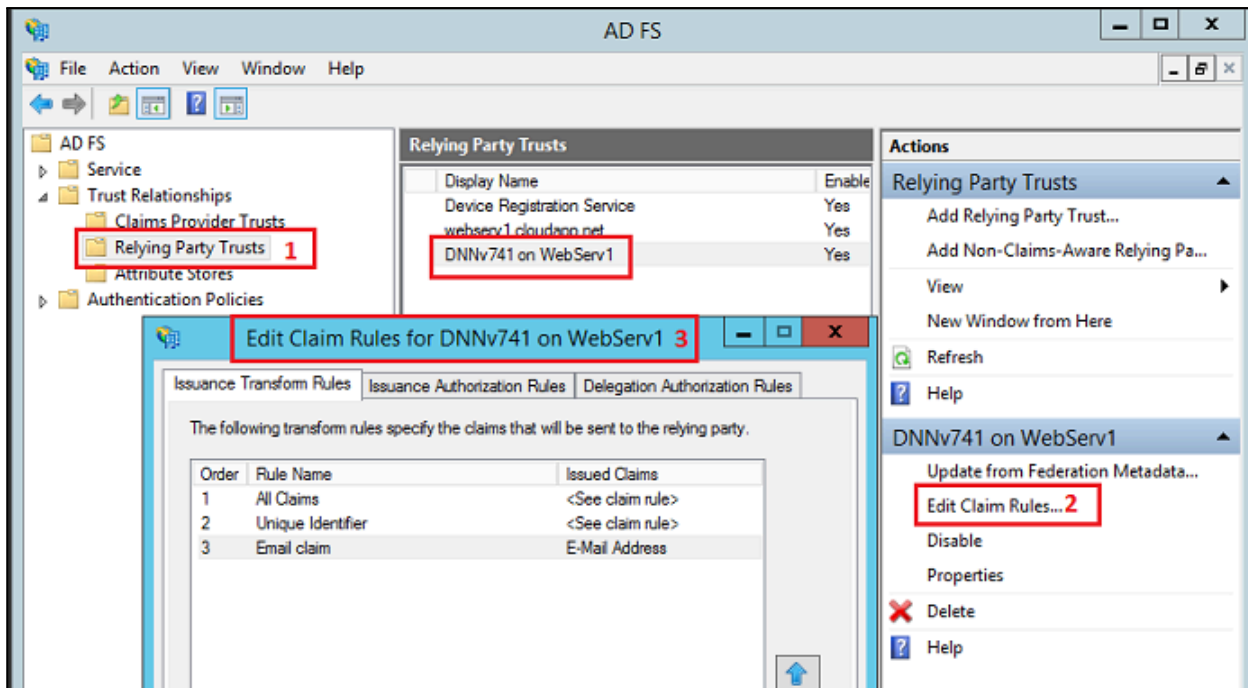 AD FS
File Action View Window Help
AD FS
Service
Trust Relationships
Claims Provider Trusts
Relying Party Trusts 1
Attribute Stores
Authentication Policies
Relying Party Trusts
Display Name Enable
Device Registration Service Yes
webserv1.cloudapp.net Yes
DNNv741 on WebServ1 Yes
Actions
Relying Party Trusts
Add Relying Party Trust...
Add Non-Claims-Aware Relying Pa...
View
New Window from Here
Refresh
Help
DNNv741 on WebServ1
Update from Federation Metadata...
Edit Claim Rules... 2
Disable
Properties
Delete
Help
Edit Claim Rules for DNNv741 on WebServ1 3
Issuance Transform Rules Issuance Authorization Rules Delegation Authorization Rules
The following transform rules specify the claims that will be sent to the relying party.
Order Rule Name Issued Claims
1 All Claims <See claim rule>
2 Unique Identifier <See claim rule>
3 Email claim E-Mail Address